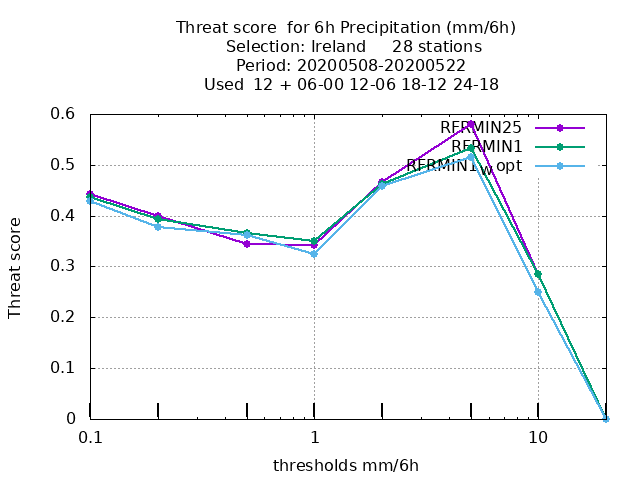 Threat score  for 6h Precipitation (mm/6h)
Selection: Ireland     28 stations
Period: 20200508-20200522
Used  12 + 06-00 12-06 18-12 24-18
0.6
0.5
0.4
0.3
0.2
0.1
0
Threat score
RFRMIN25
RFRMIN1
RFRMIN1wopt
0.1
1
10
thresholds mm/6h